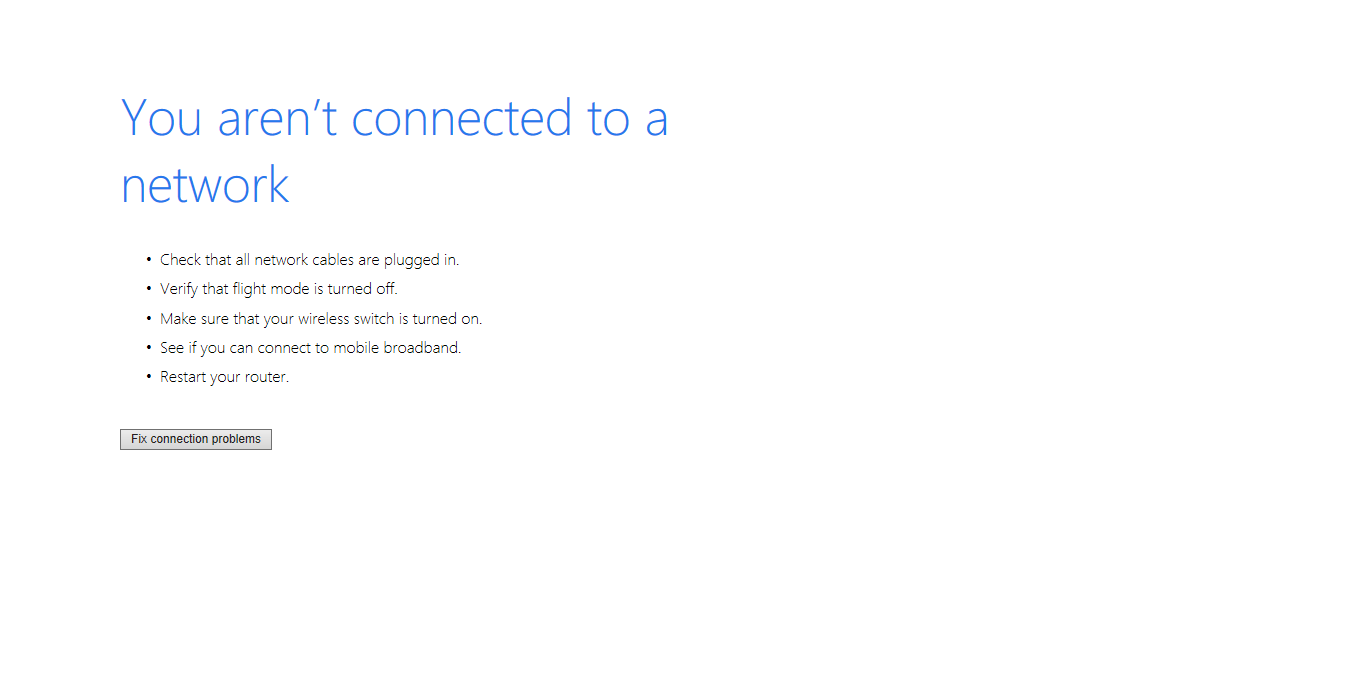 You aren’t connected to a
network
• Check that all network cables are plugged in.
• Verify that flight mode is turned off.
• Make sure that your wireless switch is turned on.
• See if you can connect to mobile broadband.
• Restart your router.
Fix connection problems